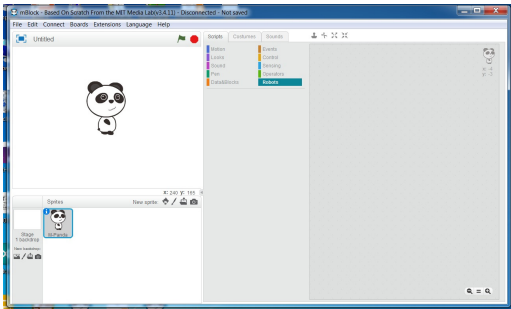 mBlock - Based On Scratch From the MIT Media Lab(v3.4.11) - Disconnected - Not saved
File Edit Connect Boards Extensions Language Help
Untitled
Scripts Costumes Sounds
Motion Events
Looks Control
Sound Sensing
Pen Operators
Data&Blocks Robots
X: 240 Y: 165
Sprites New sprite:
Stage
1 backdrop
New backdrop:
M-Panda